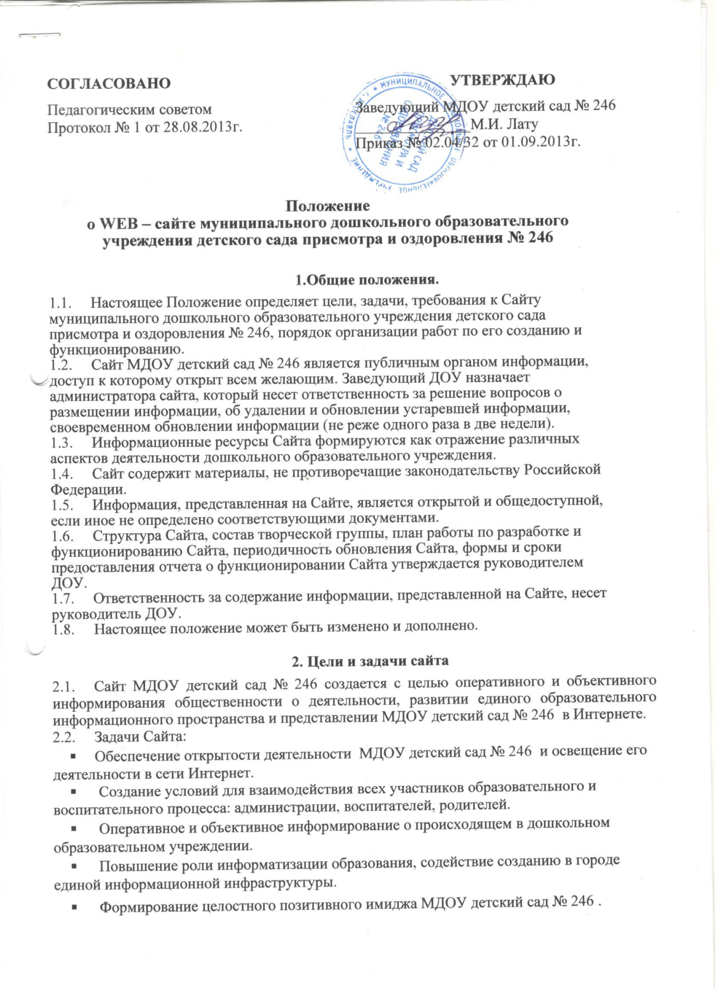 СОГЛАСОВАНО
Педагогическим советом
Протокол № 1 от 28.08.2013г.
УТВЕРЖДАЮ
Заведующий МДОУ детский сад № 246
М.И. Лату
Приказ № 02.04/32 от 01.09.2013г.
* МУНИЦИПАЛЬНОЕ ДОШКОЛЬНОЕ ОБРАЗОВАТЕЛЬНОЕ УЧРЕЖДЕНИЕ * г. ЯРОСЛАВЛЬ
ДЕТСКИЙ САД
ПРИСМОТРА И
ОЗДОРОВЛЕНИЯ
№ 246
Положение
о WEB – сайте муниципального дошкольного образовательного
учреждения детского сада присмотра и оздоровления № 246
1.Общие положения.
1.1. Настоящее Положение определяет цели, задачи, требования к Сайту
муниципального дошкольного образовательного учреждения детского сада
присмотра и оздоровления № 246, порядок организации работ по его созданию и
функционированию.
1.2. Сайт МДОУ детский сад № 246 является публичным органом информации,
доступ к которому открыт всем желающим. Заведующий ДОУ назначает
администратора сайта, который несет ответственность за решение вопросов о
размещении информации, об удалении и обновлении устаревшей информации,
своевременном обновлении информации (не реже одного раза в две недели).
1.3. Информационные ресурсы Сайта формируются как отражение различных
аспектов деятельности дошкольного образовательного учреждения.
1.4. Сайт содержит материалы, не противоречащие законодательству Российской
Федерации.
1.5. Информация, представленная на Сайте, является открытой и общедоступной,
если иное не определено соответствующими документами.
1.6. Структура Сайта, состав творческой группы, план работы по разработке и
функционированию Сайта, периодичность обновления Сайта, формы и сроки
предоставления отчета о функционировании Сайта утверждается руководителем
ДОУ.
1.7. Ответственность за содержание информации, представленной на Сайте, несет
руководитель ДОУ.
1.8. Настоящее положение может быть изменено и дополнено.
2. Цели и задачи сайта
2.1. Сайт МДОУ детский сад № 246 создается с целью оперативного и объективного
информирования общественности о деятельности, развитии единого образовательного
информационного пространства и представлении МДОУ детский сад № 246 в Интернете.
2.2. Задачи Сайта:
▪ Обеспечение открытости деятельности МДОУ детский сад № 246 и освещение его
деятельности в сети Интернет.
▪ Создание условий для взаимодействия всех участников образовательного и
воспитательного процесса: администрации, воспитателей, родителей.
▪ Оперативное и объективное информирование о происходящем в дошкольном
образовательном учреждении.
▪ Повышение роли информатизации образования, содействие созданию в городе
единой информационной инфраструктуры.
▪ Формирование целостного позитивного имиджа МДОУ детский сад № 246 .